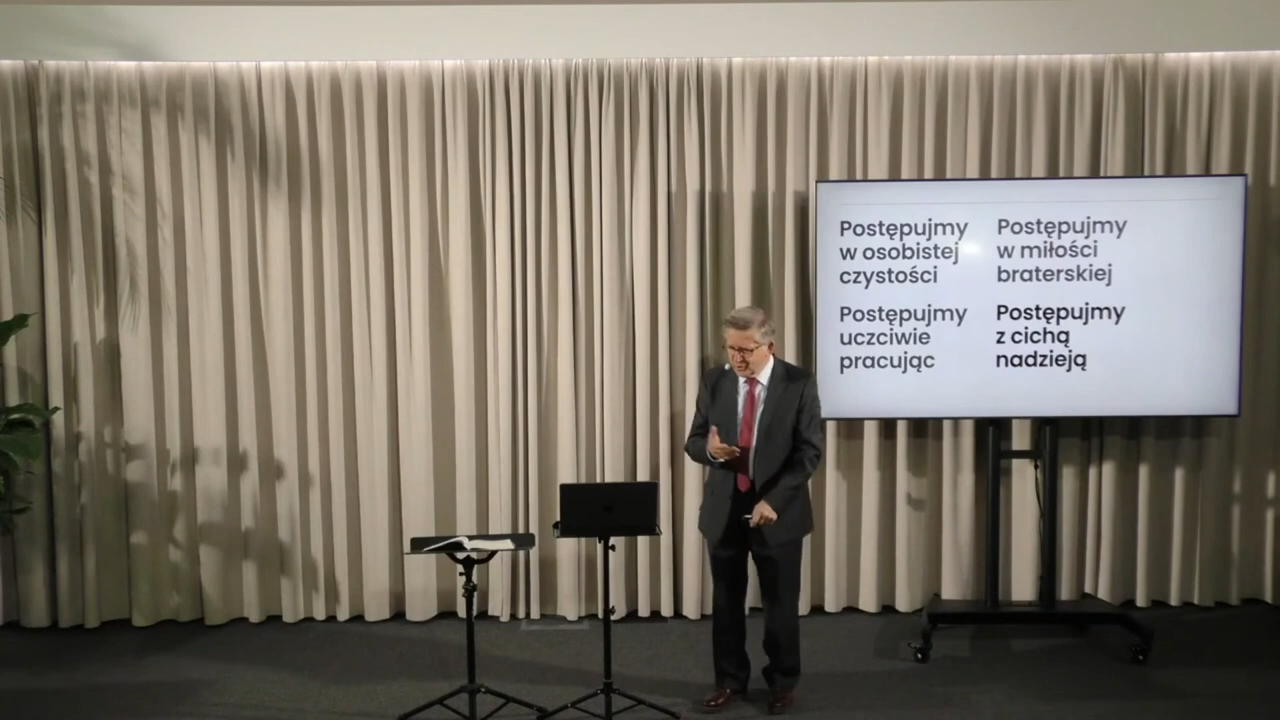 Postępujmy
w osobistej
czystości
Postępujmy
w miłości
braterskiej
Postępujmy
uczciwie
pracując
Postępujmy
z cichą
nadzieją